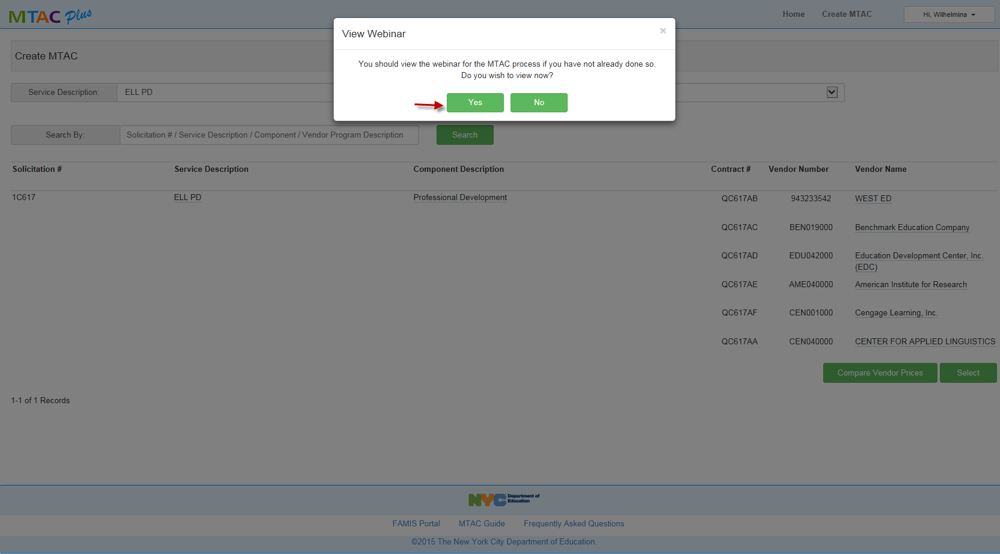 MTAC Plus
Home Create MTAC Hi, Wilhelmina
View Webinar ×
You should view the webinar for the MTAC process if you have not already done so.
Do you wish to view now?
Yes No
Create MTAC
Service Description: ELL PD
Search By: Solicitation # / Service Description / Component / Vendor Program Description Search
Solicitation # Service Description Component Description Contract # Vendor Number Vendor Name
1C617 ELL PD Professional Development QC617AB 943233542 WEST ED
QC617AC BEN019000 Benchmark Education Company
QC617AD EDU042000 Education Development Center, Inc.
(EDC)
QC617AE AME040000 American Institute for Research
QC617AF CEN001000 Cengage Learning, Inc.
QC617AA CEN040000 CENTER FOR APPLIED LINGUISTICS
Compare Vendor Prices Select
1-1 of 1 Records
NYC Department of
Education
FAMIS Portal MTAC Guide Frequently Asked Questions
©2015 The New York City Department of Education.